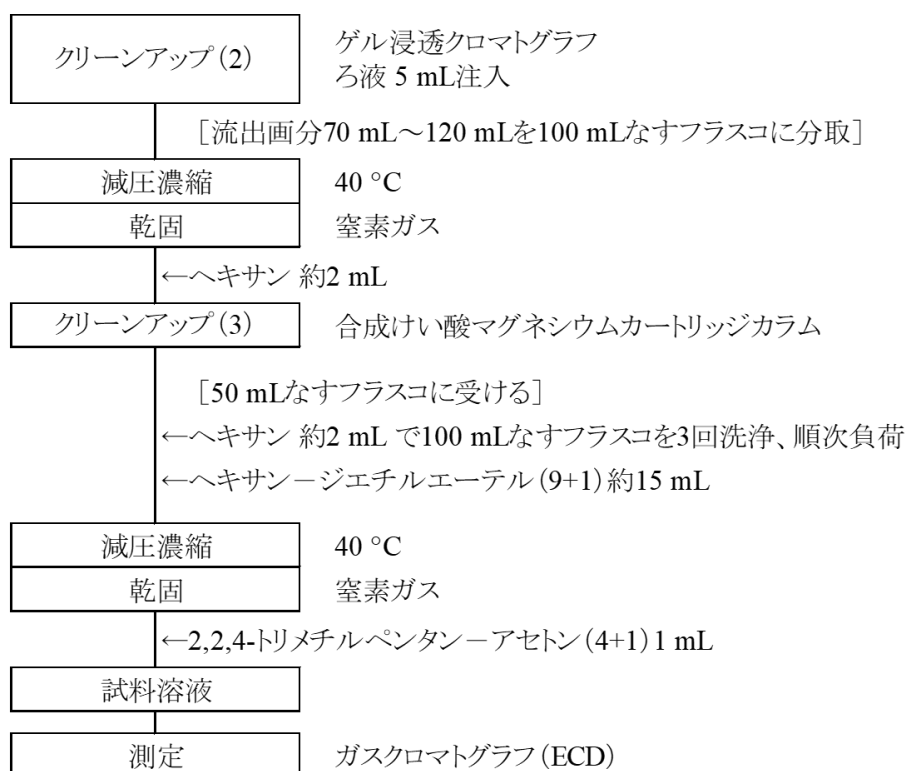 クリーンアップ(2)
ゲル浸透クロマトグラフ
ろ液 5 mL注入
[流出画分70 mL～120 mLを100 mLなすフラスコに分取]
減圧濃縮 40 °C
乾固 窒素ガス
←ヘキサン 約2 mL
クリーンアップ(3) 合成けい酸マグネシウムカートリッジカラム
[50 mLなすフラスコに受ける]
←ヘキサン 約2 mL で100 mLなすフラスコを3回洗浄、順次負荷
←ヘキサン－ジエチルエーテル(9+1)約15 mL
減圧濃縮 40 °C
乾固 窒素ガス
←2,2,4-トリメチルペンタン－アセトン(4+1)1 mL
試料溶液
測定 ガスクロマトグラフ(ECD)